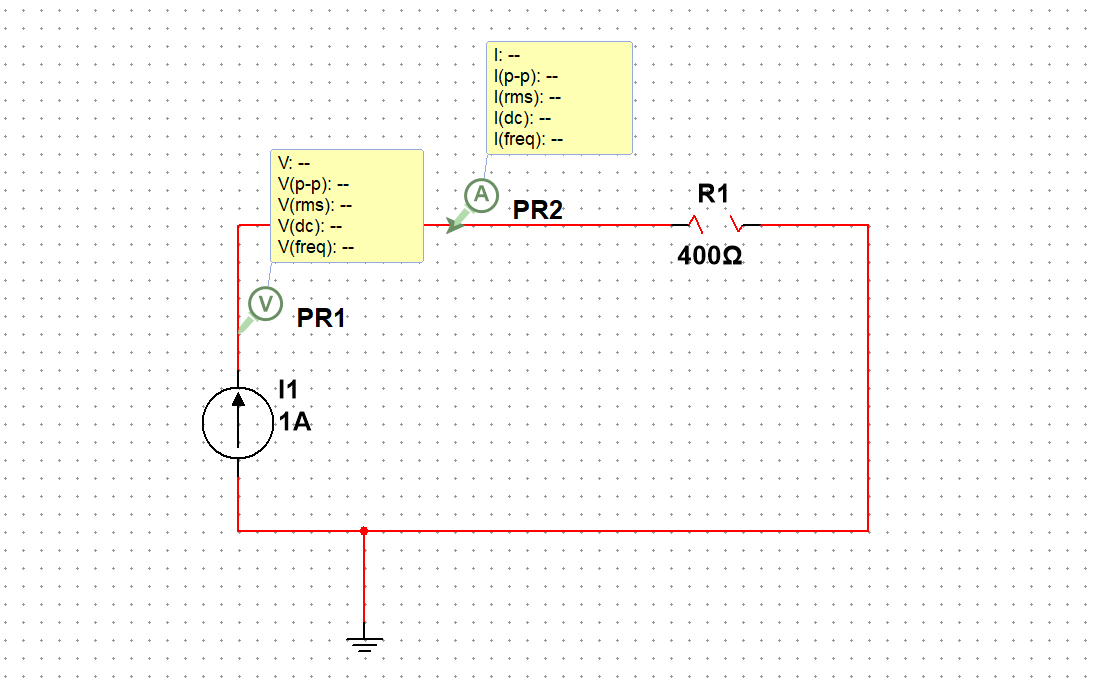 I: --
I(p-p): --
I(rms): --
I(dc): --
I(freq): --
V: --
V(p-p): --
V(rms): --
V(dc): --
V(freq): --
A
PR2
R1
400Ω
V
PR1
I1
1A